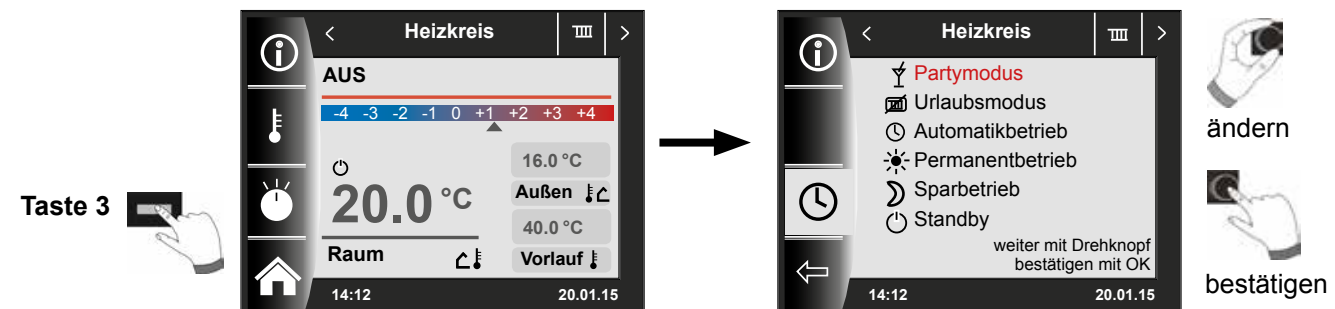 Taste 3
< Heizkreis >
AUS
-4 -3 -2 -1 0 +1 +2 +3 +4
16.0 °C
20.0 °C
Außen
40.0 °C
Raum
Vorlauf
14:12 20.01.15
< Heizkreis >
Partymodus
Urlaubsmodus
Automatikbetrieb
Permanentbetrieb
Sparbetrieb
Standby
weiter mit Drehknopf
bestätigen mit OK
14:12 20.01.15
ändern
bestätigen